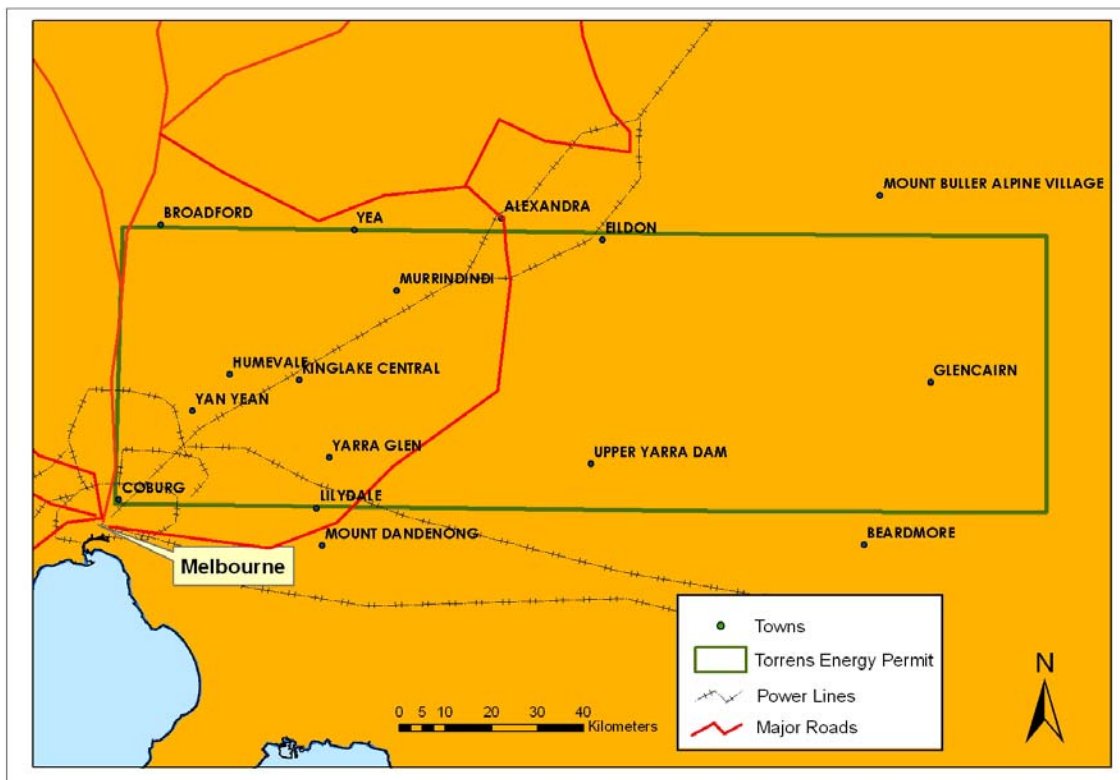 MOUNT BULLER ALPINE VILLAGE
BROADFORD
YEA
ALEXANDRA
EILDON
MURRINDINDI
HUMEVALE
KINGLAKE CENTRAL
GLENCAIRN
YAN YEAN
YARRA GLEN
UPPER YARRA DAM
COBURG
LILYDALE
MOUNT DANDENONG
BEARDMORE
Melbourne
Towns
Torrens Energy Permit
Power Lines
Major Roads
N
0 5 10 20 30 40
Kilometers